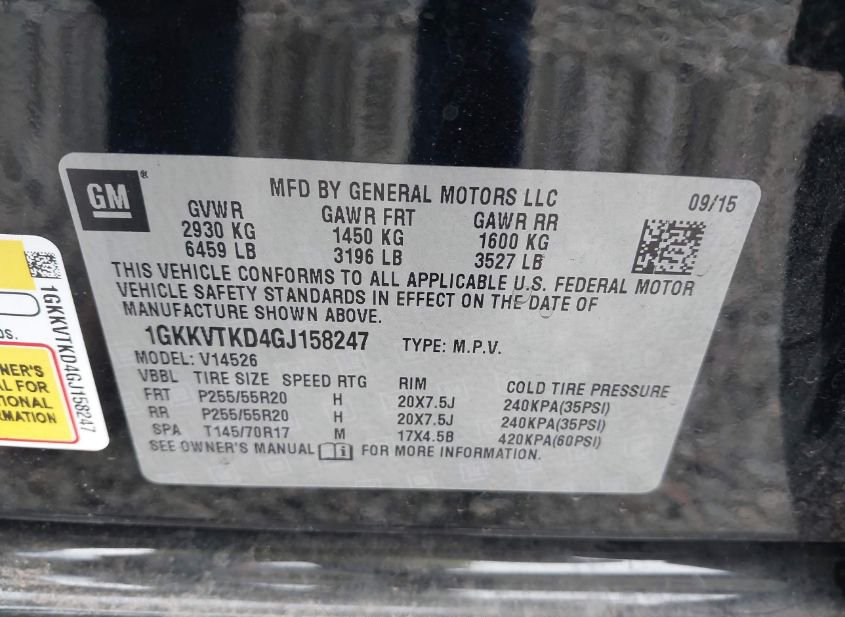 GM®
MFD BY GENERAL MOTORS LLC 09/15
GVWR GAWR FRT GAWR RR
2930 KG 1450 KG 1600 KG
6459 LB 3196 LB 3527 LB
THIS VEHICLE CONFORMS TO ALL APPLICABLE U.S. FEDERAL MOTOR
VEHICLE SAFETY STANDARDS IN EFFECT ON THE DATE OF
MANUFACTURE SHOWN ABOVE.
1GKKVTKD4GJ158247 TYPE: M.P.V.
MODEL: V14526
VBBL TIRE SIZE SPEED RTG RIM COLD TIRE PRESSURE
FRT P255/55R20 H 20X7.5J 240KPA(35PSI)
RR P255/55R20 H 20X7.5J 240KPA(35PSI)
SPA T145/70R17 M 17X4.5B 420KPA(60PSI)
SEE OWNER'S MANUAL FOR MORE INFORMATION.
1GKKVTKD4GJ158247